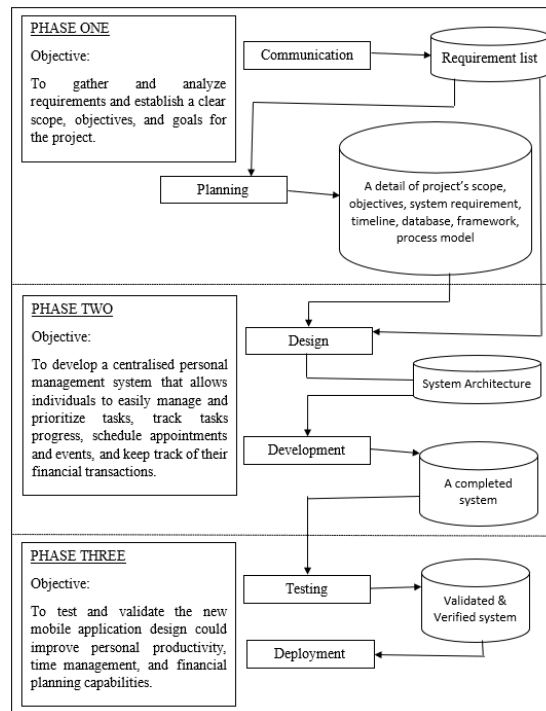 PHASE ONE
Objective:
To gather and analyze
requirements and establish a clear
scope, objectives, and goals for
the project.
Communication
Requirement list
Planning
A detail of project's scope,
objectives, system requirement,
timeline, database, framework,
process model
PHASE TWO
Objective:
To develop a centralised personal
management system that allows
individuals to easily manage and
prioritize tasks, track tasks
progress, schedule appointments
and events, and keep track of their
financial transactions.
Design
System Architecture
Development
A completed
system
PHASE THREE
Objective:
To test and validate the new
mobile application design could
improve personal productivity,
time management, and financial
planning capabilities.
Testing
Validated &
Verified system
Deployment